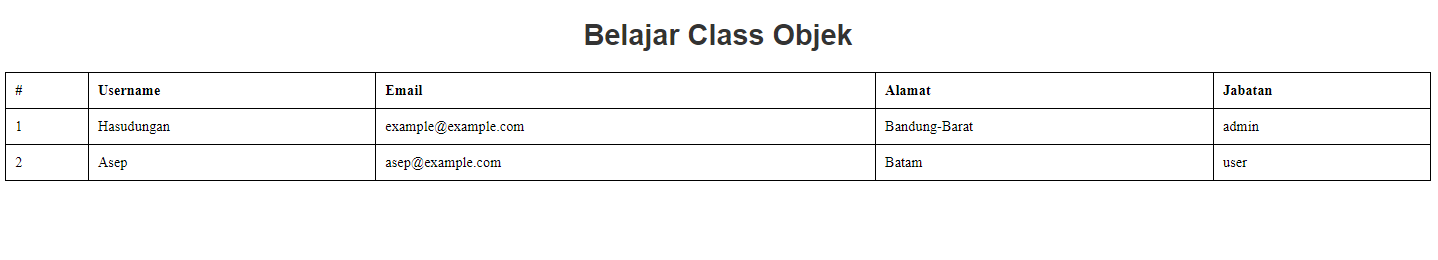 Belajar Class Objek
# Username Email Alamat Jabatan
1 Hasudungan example@example.com Bandung-Barat admin
2 Asep asep@example.com Batam user